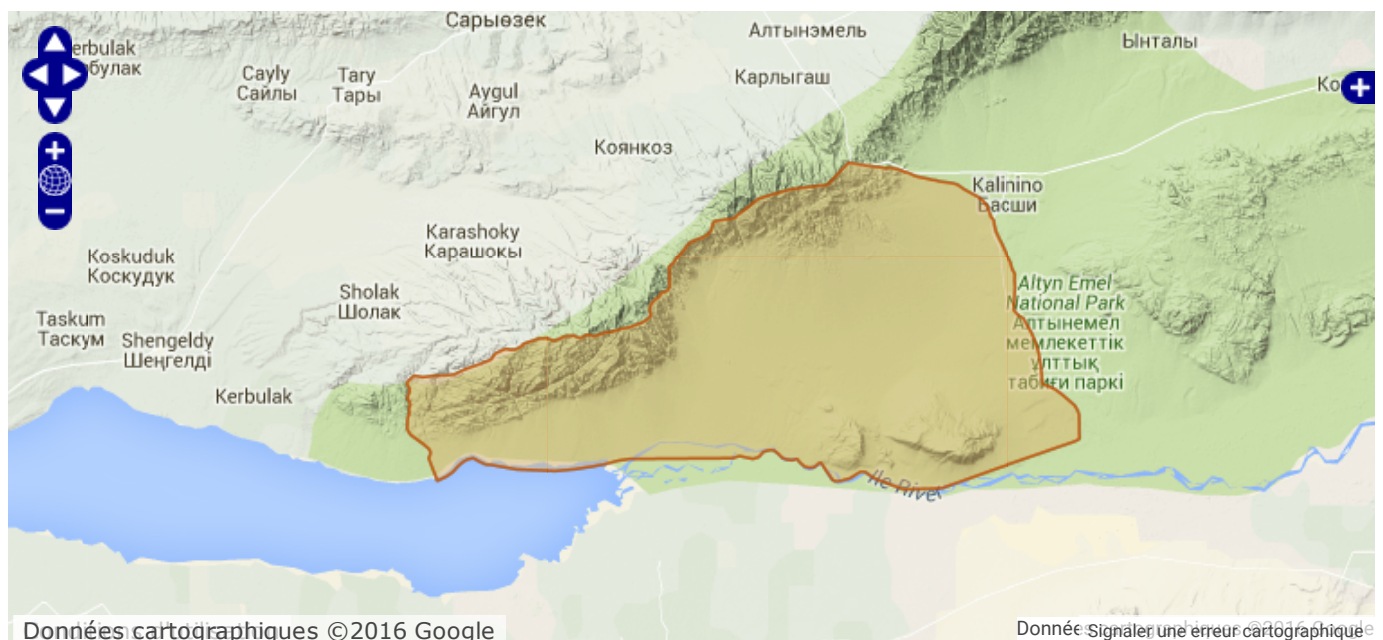 Сарыөзек
Алтынэмель
Ынталы
erbulak
Cayly
Сайлы
Tary
Тары
Aygul
Айгул
Карлыгаш
Коянкоз
Kalinino
Басши
Karashoky
Карашокы
Koskuduk
Коскудук
Sholak
Шолак
Altyn Emel
National Park
Алтынемел
мемлекеттік
ұлттық
табиғи паркі
Taskum
Таскум
Shengeldy
Шеңгелді
Kerbulak
Ile River
Données cartographiques ©2016 Google
Signaler une erreur cartographique